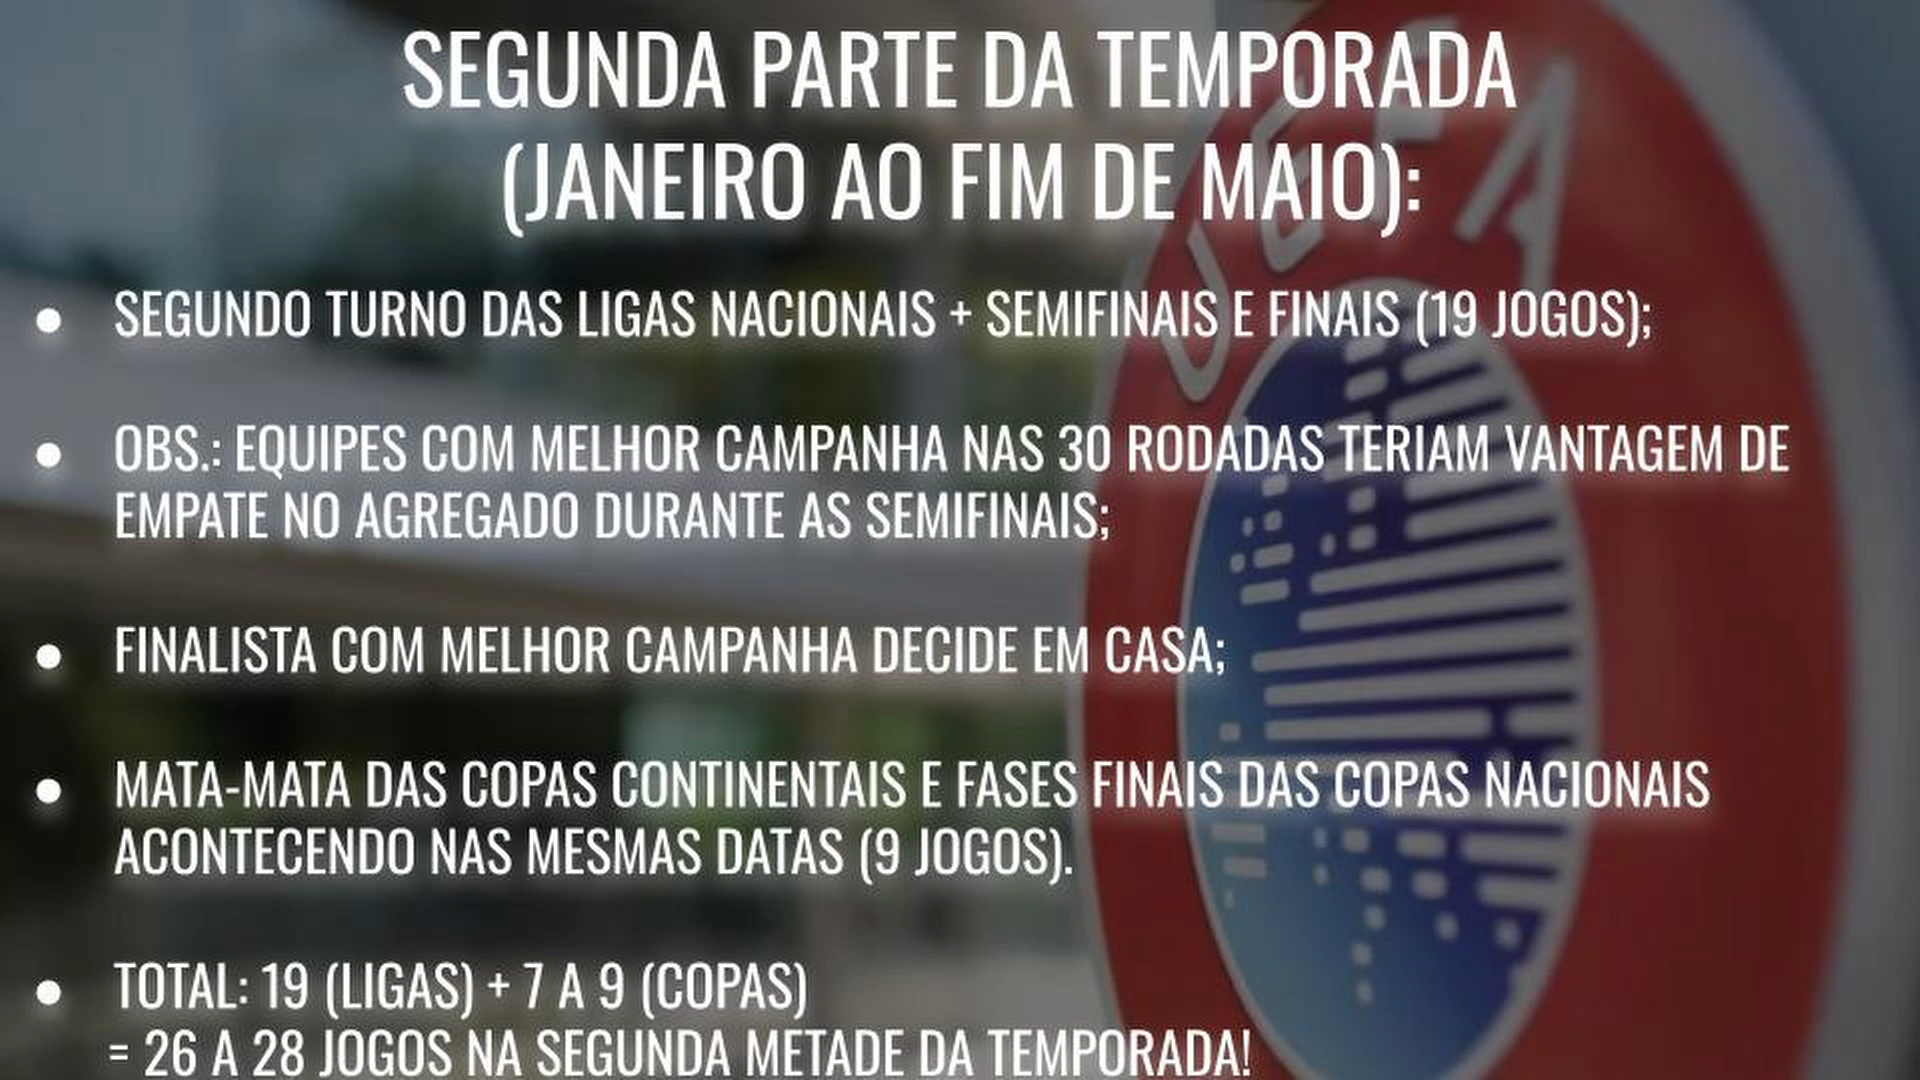 SEGUNDA PARTE DA TEMPORADA
(JANEIRO AO FIM DE MAIO):
UEFA
• SEGUNDO TURNO DAS LIGAS NACIONAIS + SEMIFINAIS E FINAIS (19 JOGOS);
• OBS.: EQUIPES COM MELHOR CAMPANHA NAS 30 RODADAS TERIAM VANTAGEM DE
EMPATE NO AGREGADO DURANTE AS SEMIFINAIS;
• FINALISTA COM MELHOR CAMPANHA DECIDE EM CASA;
• MATA-MATA DAS COPAS CONTINENTAIS E FASES FINAIS DAS COPAS NACIONAIS
ACONTECENDO NAS MESMAS DATAS (9 JOGOS).
• TOTAL: 19 (LIGAS) + 7 A 9 (COPAS)
= 26 A 28 JOGOS NA SEGUNDA METADE DA TEMPORADA!